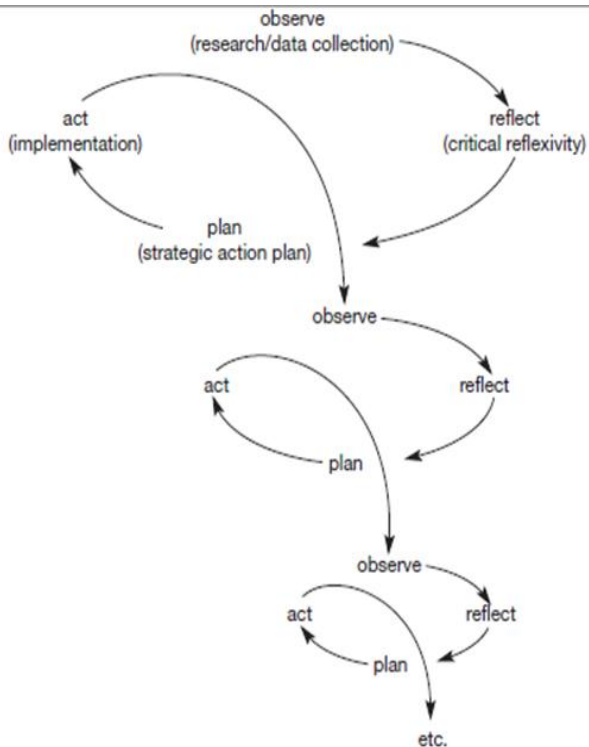 observe
(research/data collection)
act
(implementation)
reflect
(critical reflexivity)
plan
(strategic action plan)
observe
act
reflect
plan
observe
act
reflect
plan
etc.